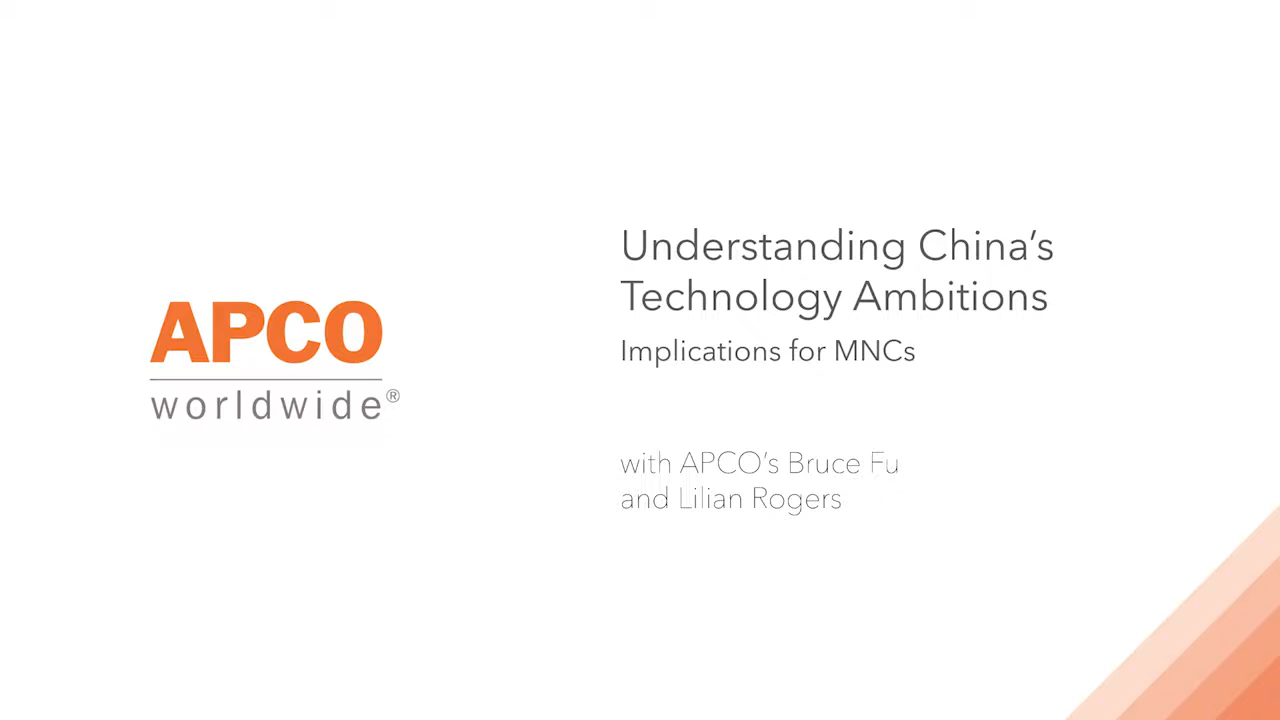 APCO
worldwide®
Understanding China's
Technology Ambitions
Implications for MNCs
with APCO's Bruce Fu
and Lilian Rogers